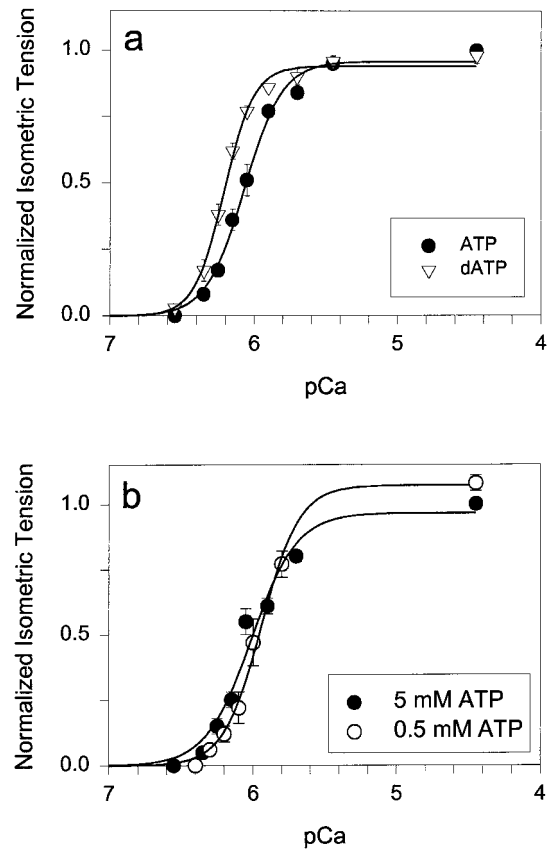 a
1.0
0.5
0.0
Normalized Isometric Tension
ATP
dATP
7 6 5 4
pCa
b
1.0
0.5
0.0
Normalized Isometric Tension
5 mM ATP
0.5 mM ATP
7 6 5 4
pCa